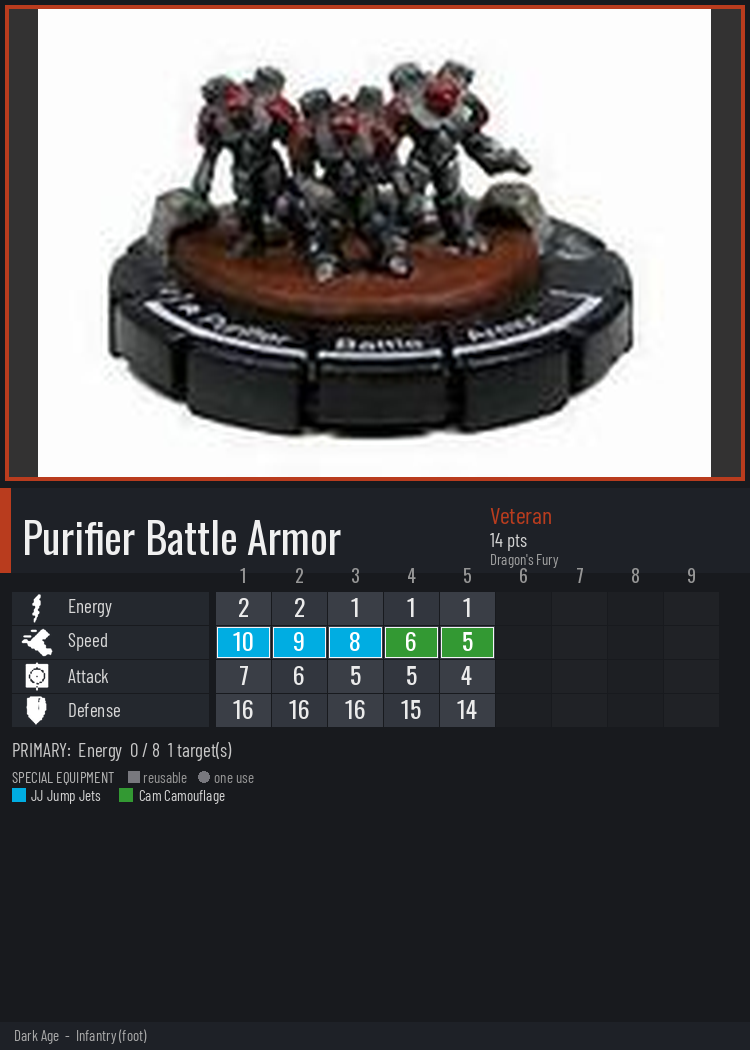 Purifier Battle Armor
Purifier Battle Armor
Veteran
14 pts
Dragon's Fury
1 2 3 4 5 6 7 8 9
Energy 2 2 1 1 1
Speed 10 9 8 6 5
Attack 7 6 5 5 4
Defense 16 16 16 15 14
PRIMARY: Energy 0 / 8 1 target(s)
SPECIAL EQUIPMENT reusable one use
JJ Jump Jets Cam Camouflage
Dark Age - Infantry (foot)